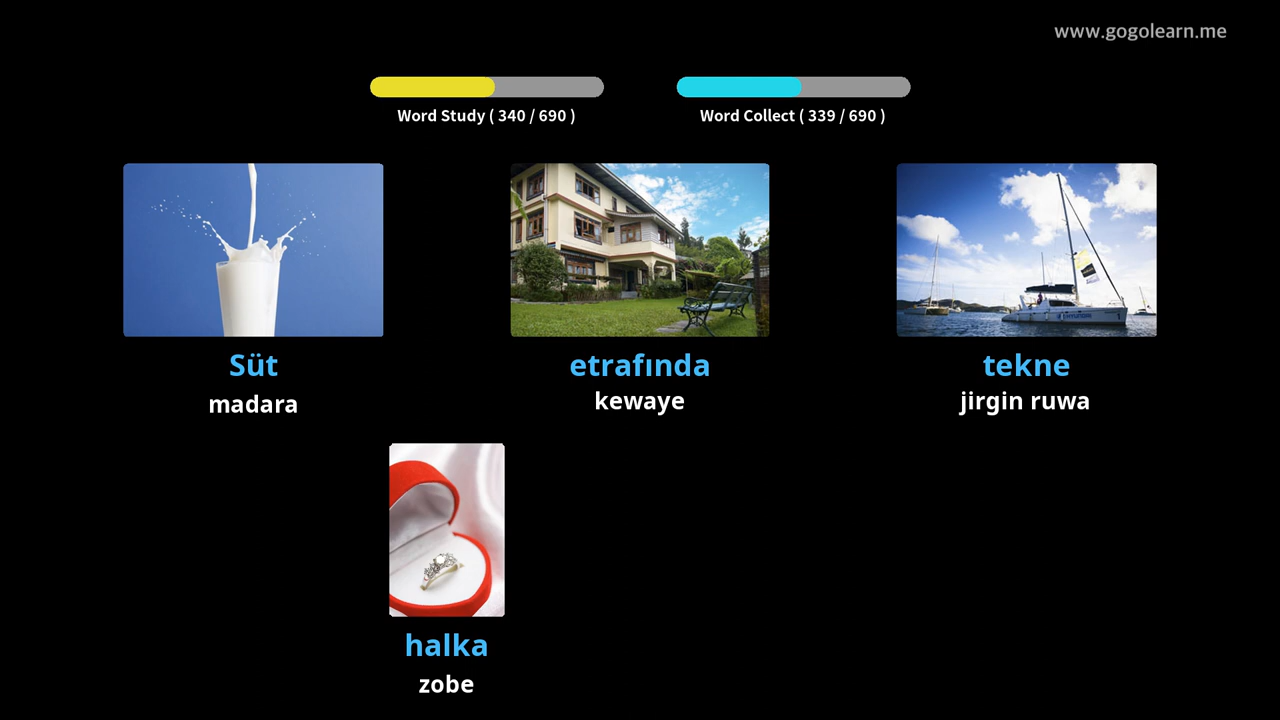 www.gogolearn.me
Word Study ( 340 / 690 )
Word Collect ( 339 / 690 )
Süt
madara
etrafında
kewaye
tekne
jirgin ruwa
halka
zobe